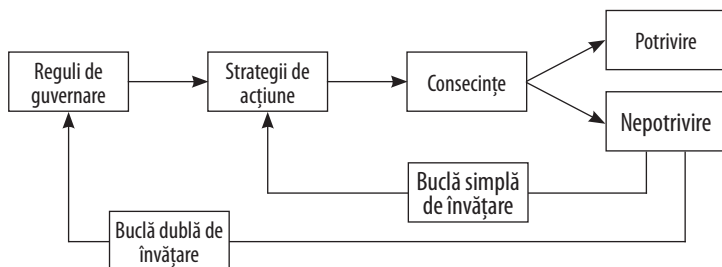 Reguli de
guvernare
Strategii de
acțiune
Consecințe
Potrivire
Nepotrivire
Buclă simplă
de învățare
Buclă dublă de
învățare